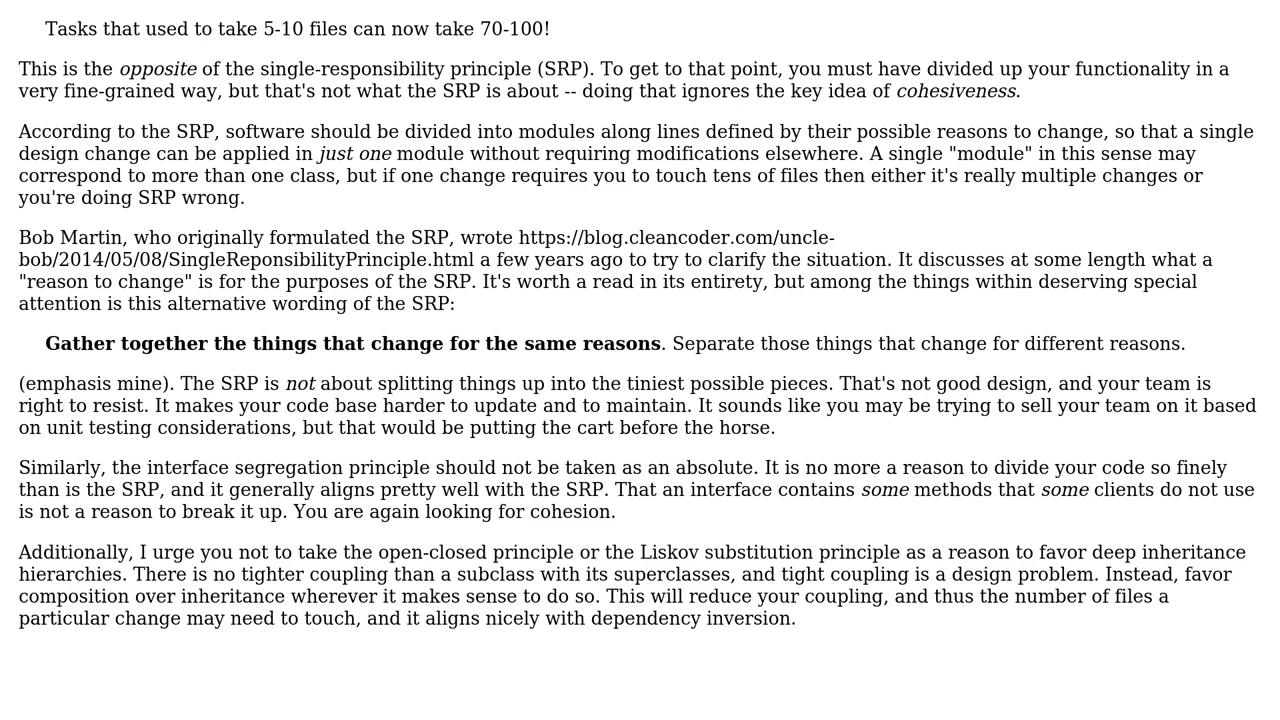 Tasks that used to take 5-10 files can now take 70-100!
This is the opposite of the single-responsibility principle (SRP). To get to that point, you must have divided up your functionality in a
very fine-grained way, but that's not what the SRP is about -- doing that ignores the key idea of cohesiveness.
According to the SRP, software should be divided into modules along lines defined by their possible reasons to change, so that a single
design change can be applied in just one module without requiring modifications elsewhere. A single "module" in this sense may
correspond to more than one class, but if one change requires you to touch tens of files then either it's really multiple changes or
you're doing SRP wrong.
Bob Martin, who originally formulated the SRP, wrote https://blog.cleancoder.com/uncle-
bob/2014/05/08/SingleReponsibilityPrinciple.html a few years ago to try to clarify the situation. It discusses at some length what a
"reason to change" is for the purposes of the SRP. It's worth a read in its entirety, but among the things within deserving special
attention is this alternative wording of the SRP:
Gather together the things that change for the same reasons. Separate those things that change for different reasons.
(emphasis mine). The SRP is not about splitting things up into the tiniest possible pieces. That's not good design, and your team is
right to resist. It makes your code base harder to update and to maintain. It sounds like you may be trying to sell your team on it based
on unit testing considerations, but that would be putting the cart before the horse.
Similarly, the interface segregation principle should not be taken as an absolute. It is no more a reason to divide your code so finely
than is the SRP, and it generally aligns pretty well with the SRP. That an interface contains some methods that some clients do not use
is not a reason to break it up. You are again looking for cohesion.
Additionally, I urge you not to take the open-closed principle or the Liskov substitution principle as a reason to favor deep inheritance
hierarchies. There is no tighter coupling than a subclass with its superclasses, and tight coupling is a design problem. Instead, favor
composition over inheritance wherever it makes sense to do so. This will reduce your coupling, and thus the number of files a
particular change may need to touch, and it aligns nicely with dependency inversion.